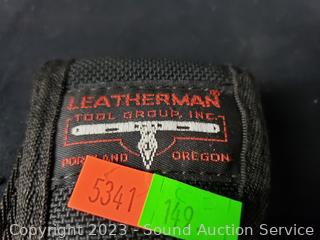 LEATHERMAN®
TOOL GROUP, INC.
PORTLAND OREGON
5341
149
Copyright 2023 - Sound Auction Service